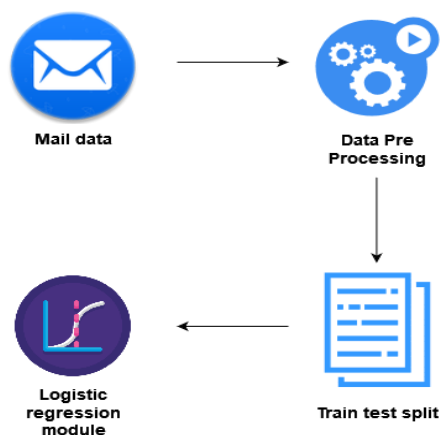 Mail data
Data Pre
Processing
Logistic
regression
module
Train test split